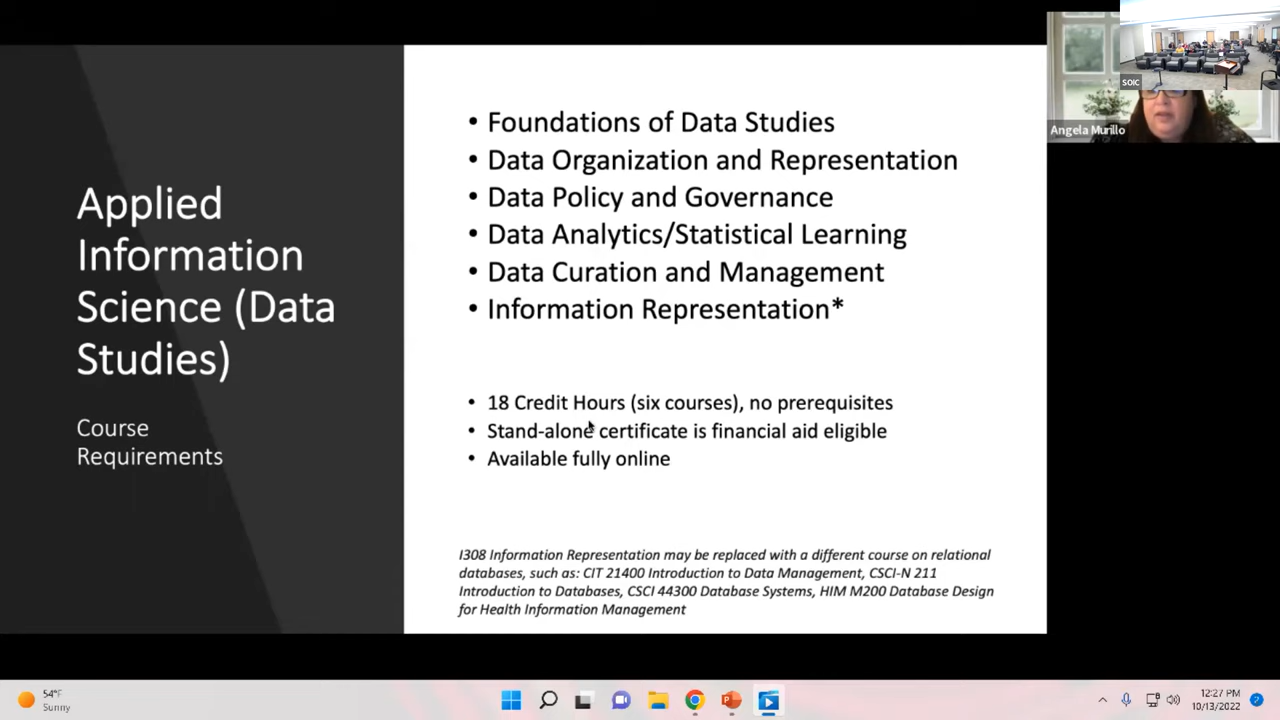 Applied
Information
Science (Data
Studies)
Course
Requirements
• Foundations of Data Studies
• Data Organization and Representation
• Data Policy and Governance
• Data Analytics/Statistical Learning
• Data Curation and Management
• Information Representation*
• 18 Credit Hours (six courses), no prerequisites
• Stand-alone certificate is financial aid eligible
• Available fully online
I308 Information Representation may be replaced with a different course on relational
databases, such as: CIT 21400 Introduction to Data Management, CSCI-N 211
Introduction to Databases, CSCI 44300 Database Systems, HIM M200 Database Design
for Health Information Management
SOIC
Angela Murillo
54°F
Sunny
12:27 PM
10/13/2022
2